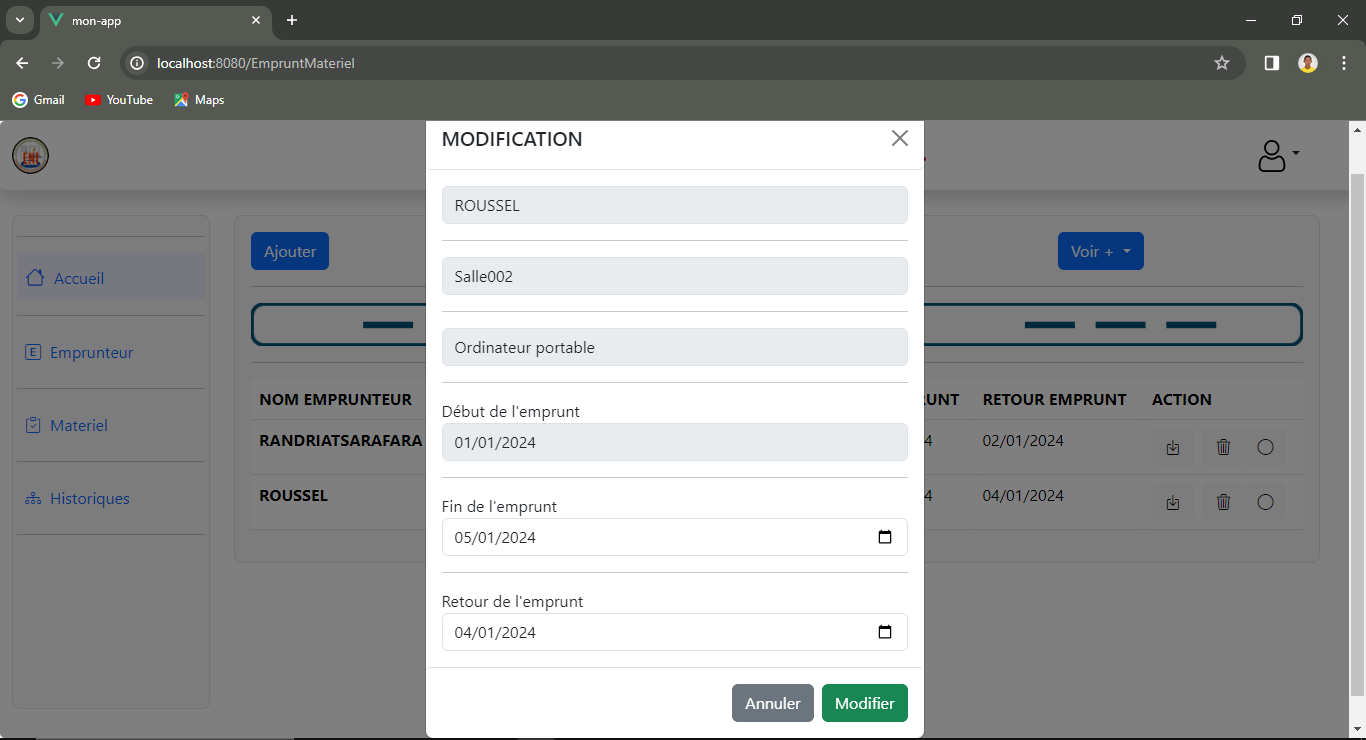 mon-app
localhost:8080/EmpruntMateriel
Gmail YouTube Maps
MODIFICATION
ROUSSEL
Salle002
Ordinateur portable
Début de l'emprunt
01/01/2024
Fin de l'emprunt
05/01/2024
Retour de l'emprunt
04/01/2024
Annuler Modifier
Accueil
Emprunteur
Materiel
Historiques
Ajouter Voir +
NOM EMPRUNTEUR RETOUR EMPRUNT ACTION
RANDRIATSARAFARA 4 02/01/2024
ROUSSEL 4 04/01/2024